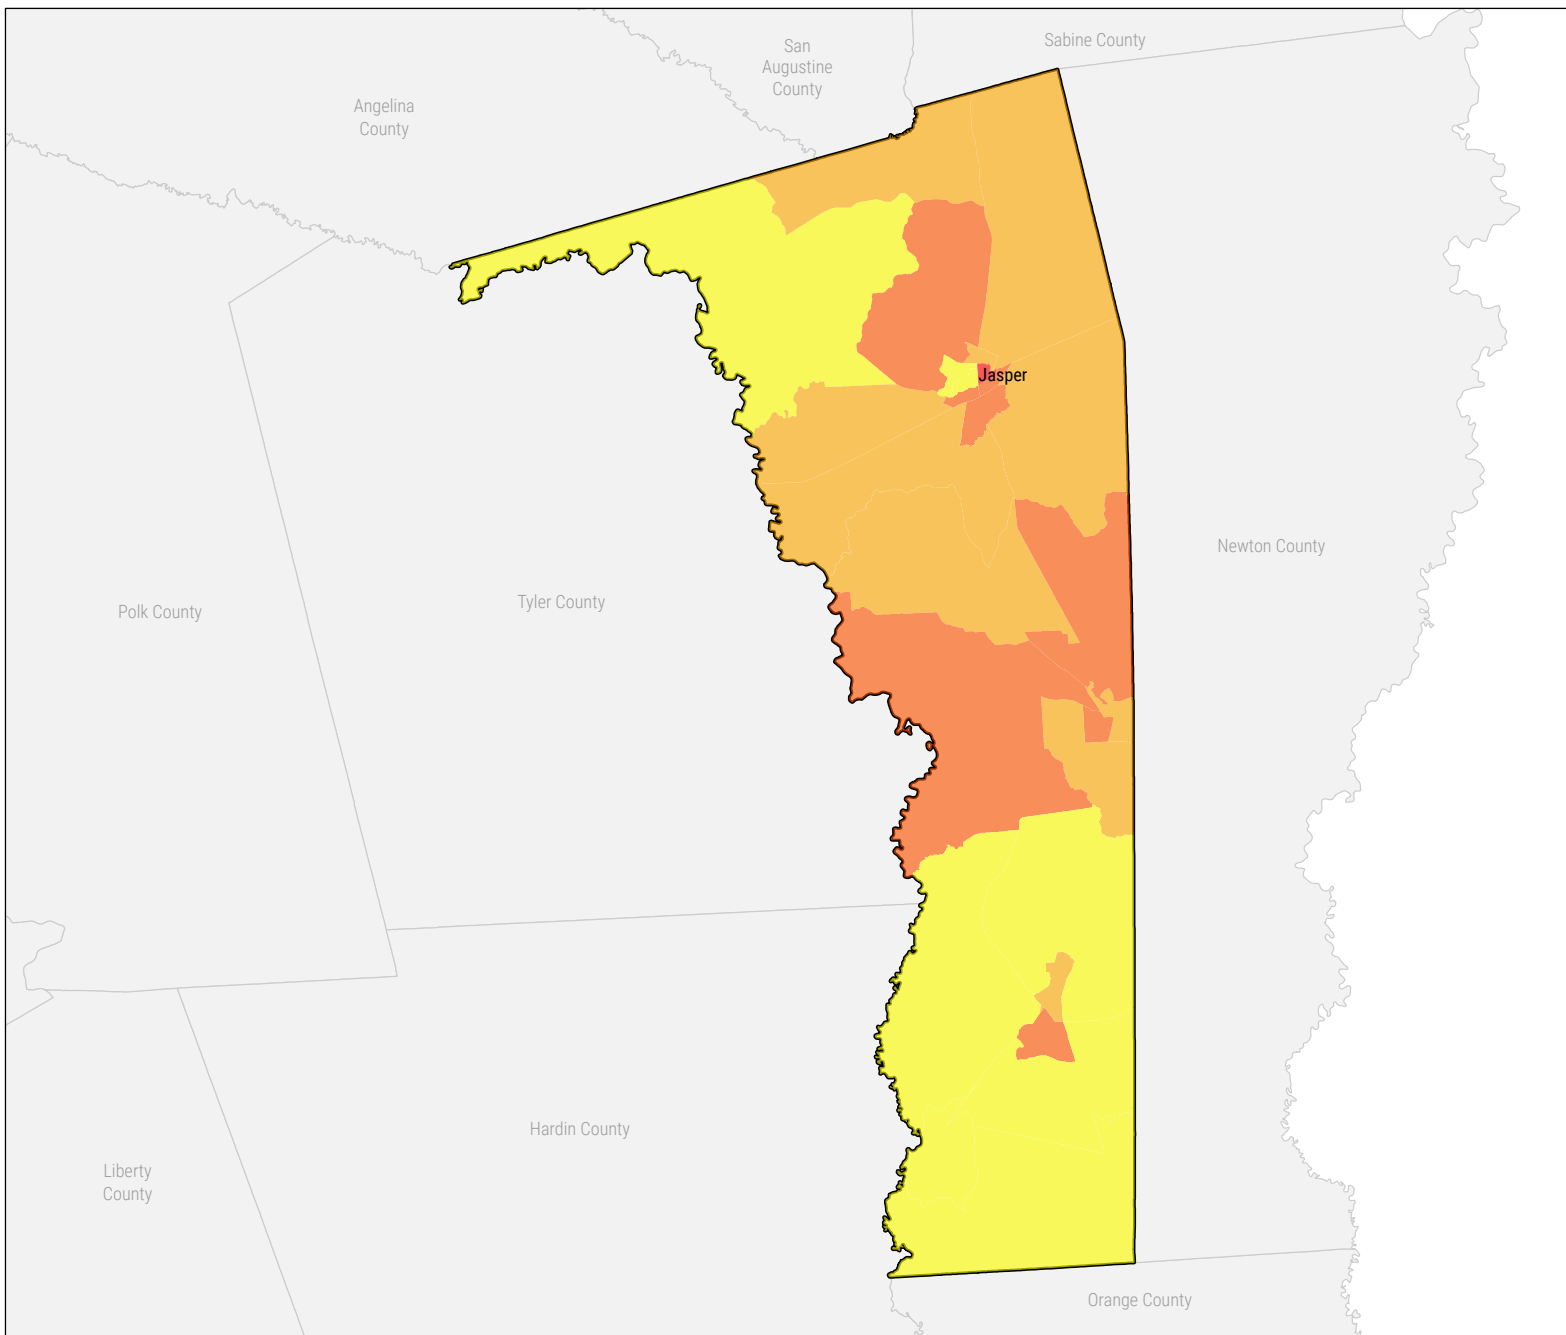 Sabine County
San
Augustine
County
Angelina
County
Jasper
Newton County
Tyler County
Polk County
Hardin County
Liberty
County
Orange County